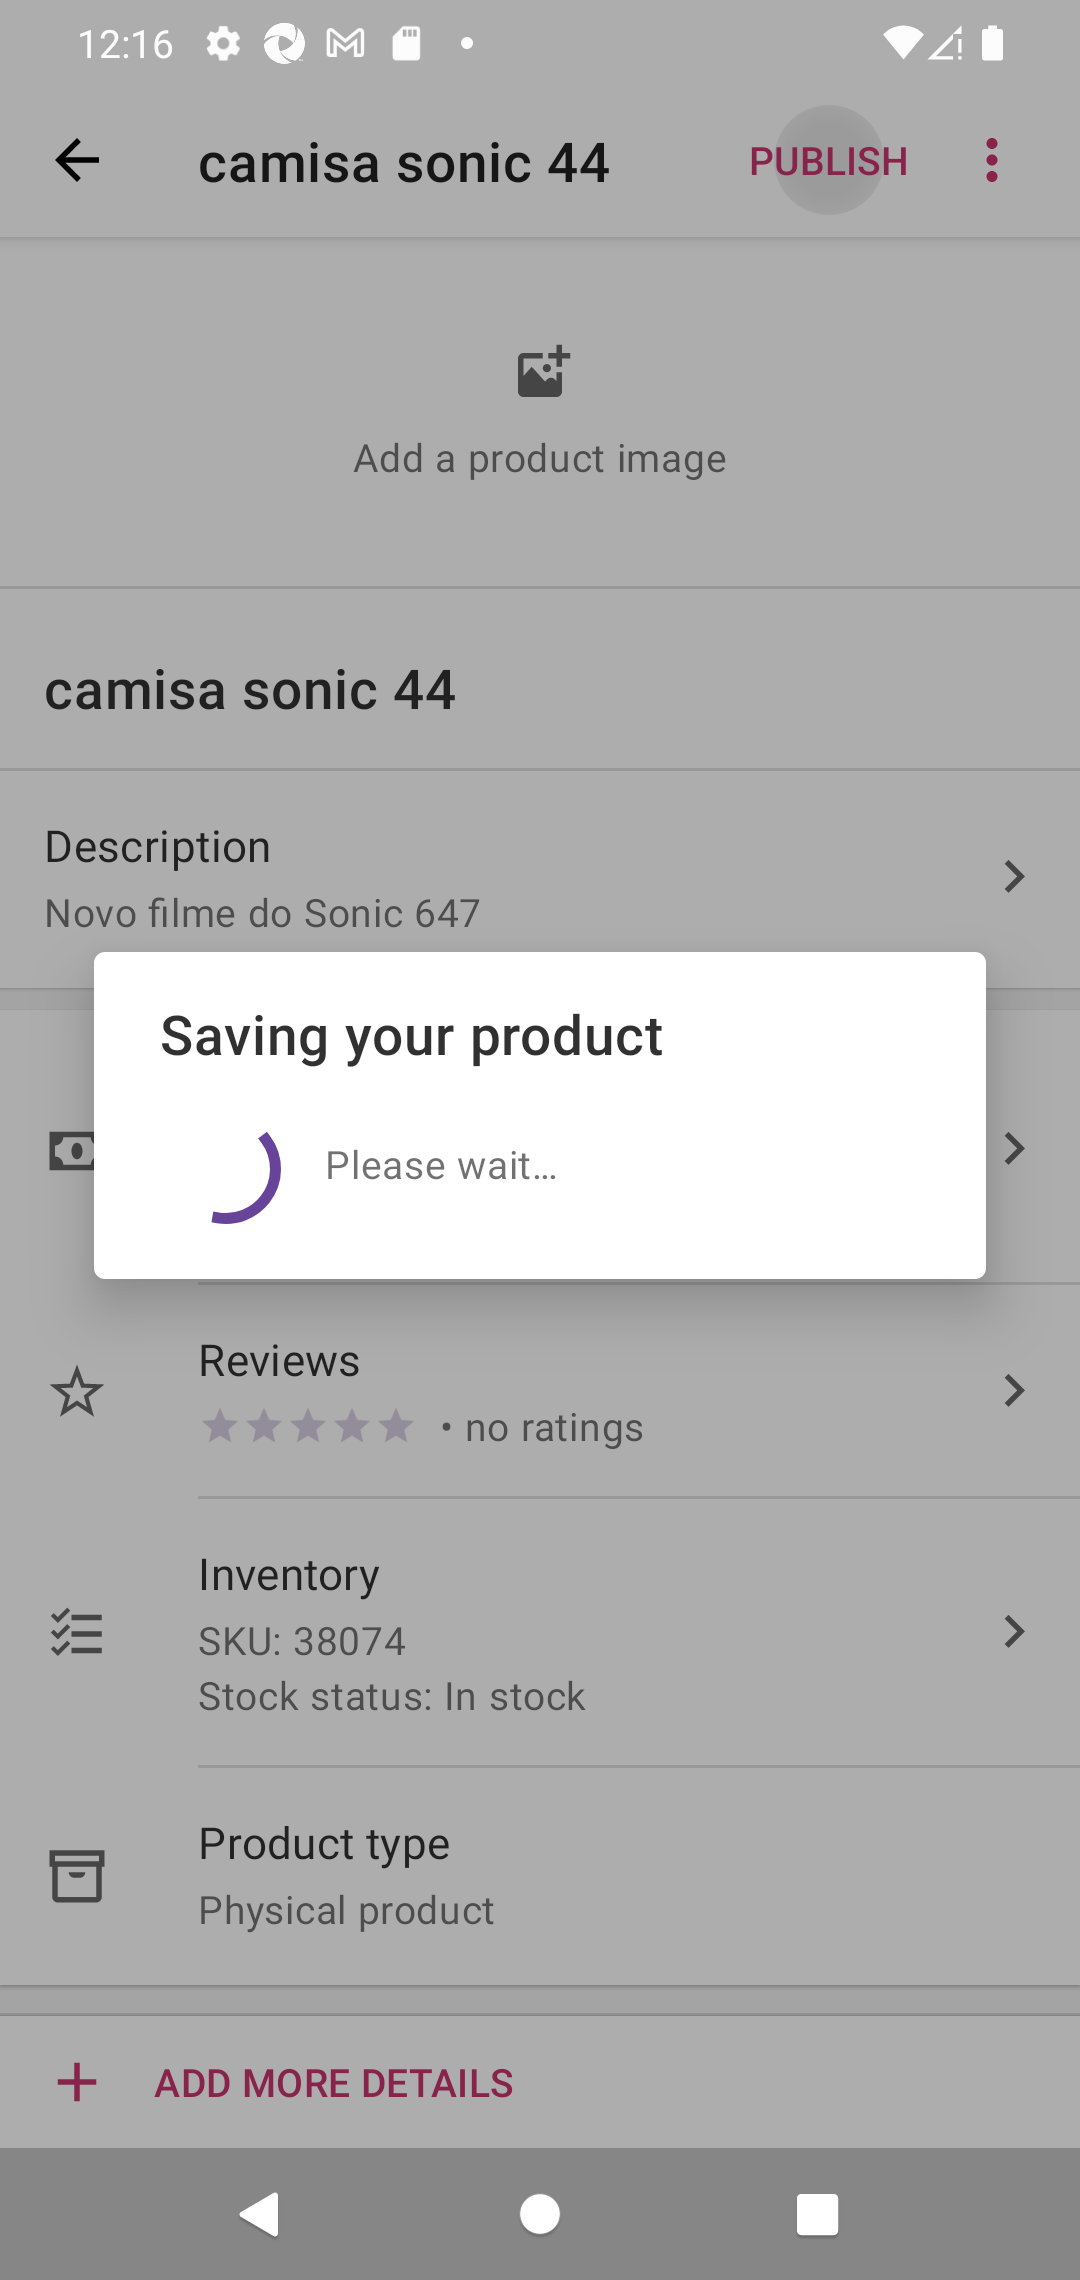 12:16
camisa sonic 44
PUBLISH
Add a product image
camisa sonic 44
Description
Novo filme do Sonic 647
Saving your product
Please wait…
Reviews
• no ratings
Inventory
SKU: 38074
Stock status: In stock
Product type
Physical product
ADD MORE DETAILS